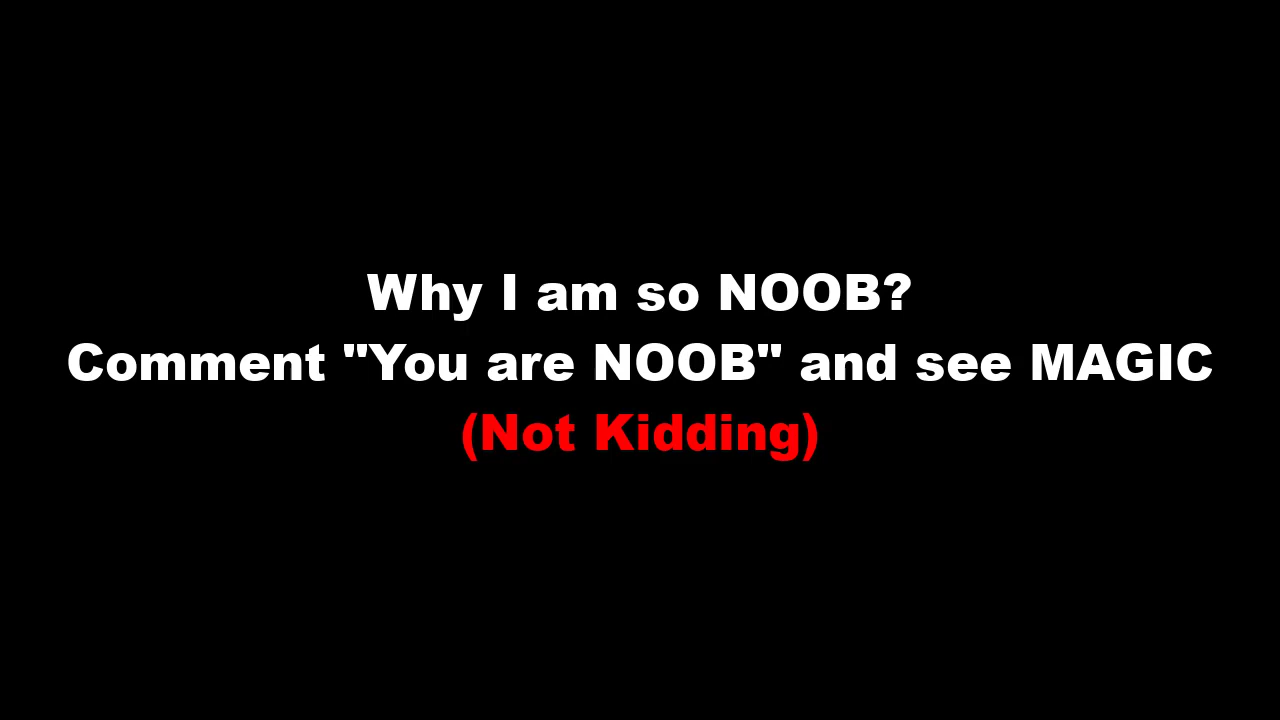 Why I am so NOOB?
Comment "You are NOOB" and see MAGIC
(Not Kidding)